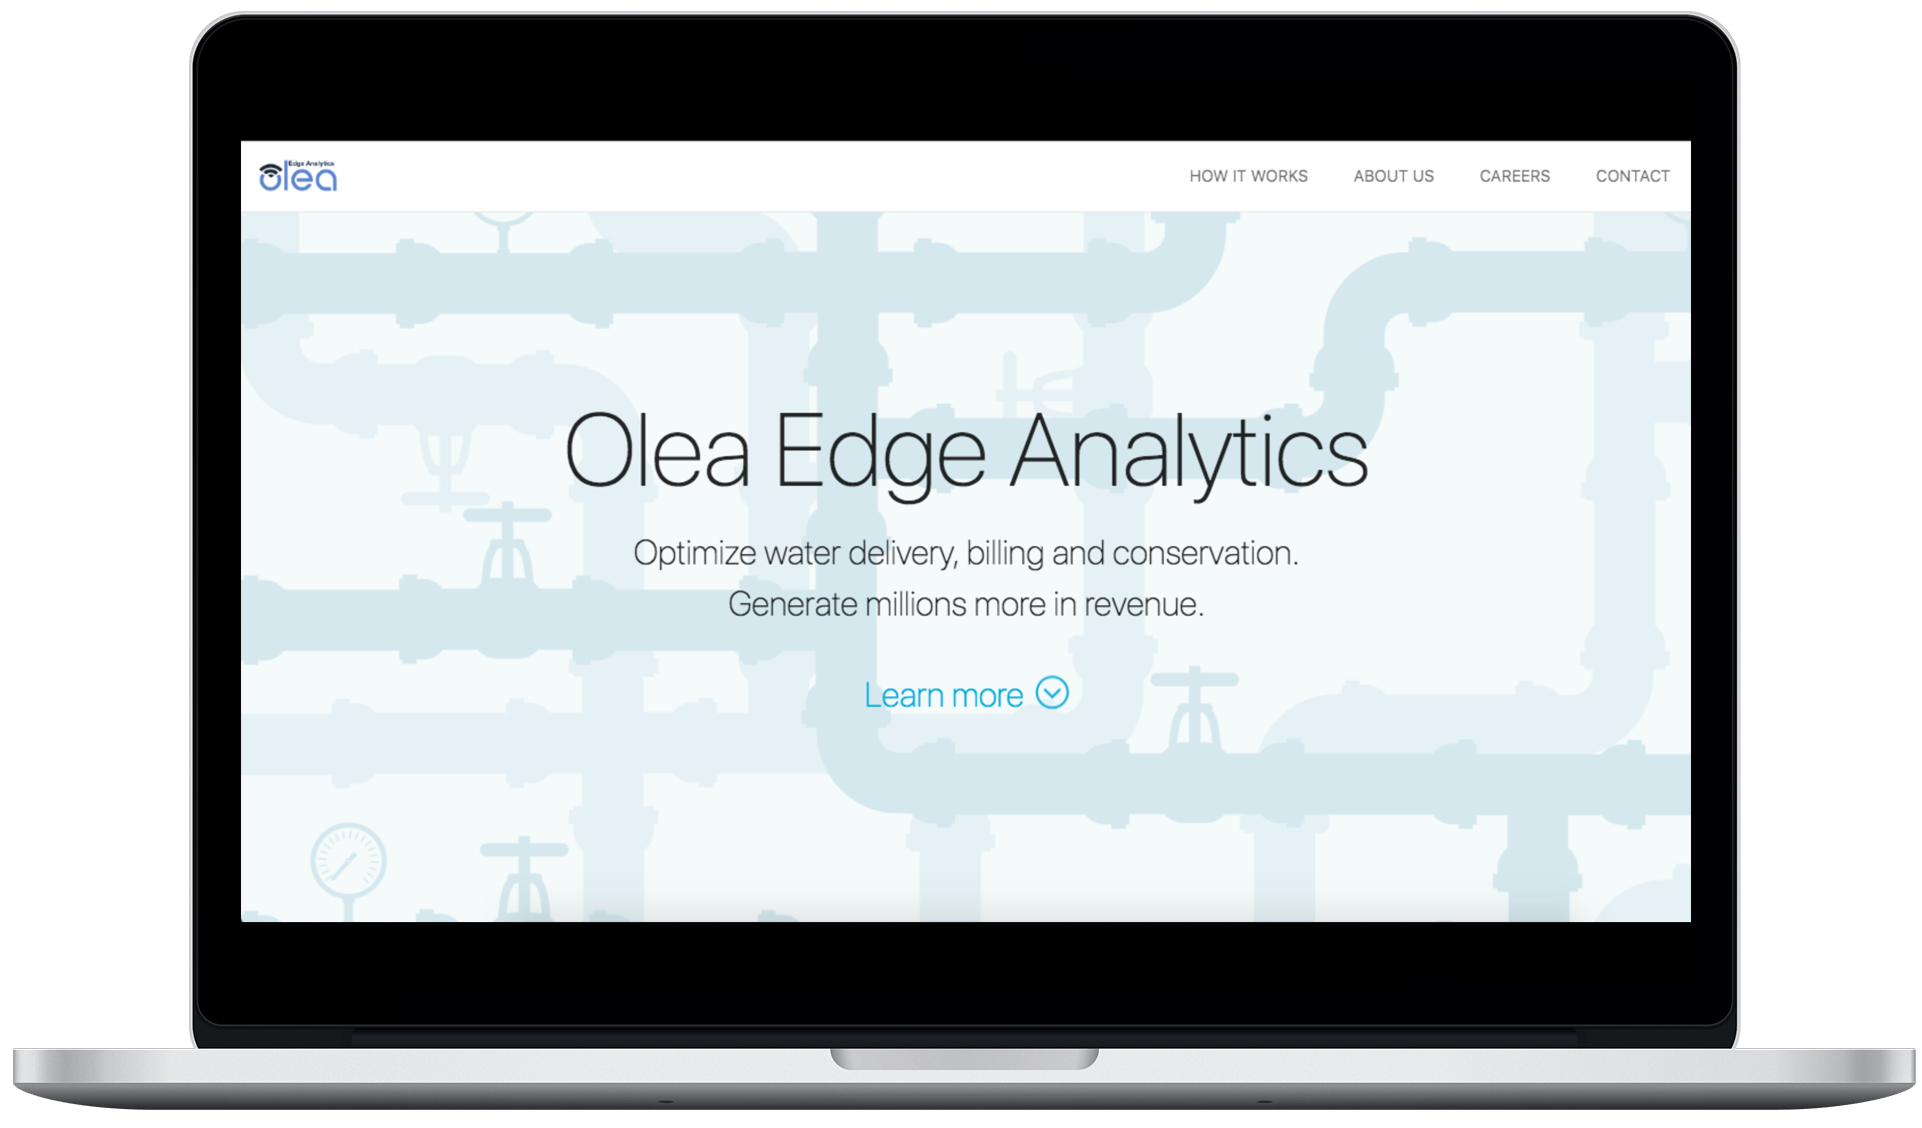 Edge Analytics
olea
HOW IT WORKS
ABOUT US
CAREERS
CONTACT
Olea Edge Analytics
Optimize water delivery, billing and conservation.
Generate millions more in revenue.
Learn more